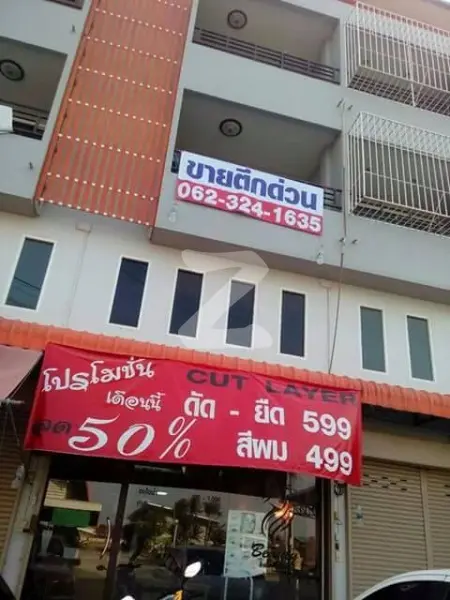 ขายตึกด่วน
062-324-1635
โปรโมชั่น CUT LAYER
เดือนนี้ ดัด - ยืด 599
ลด 50% สีผม 499